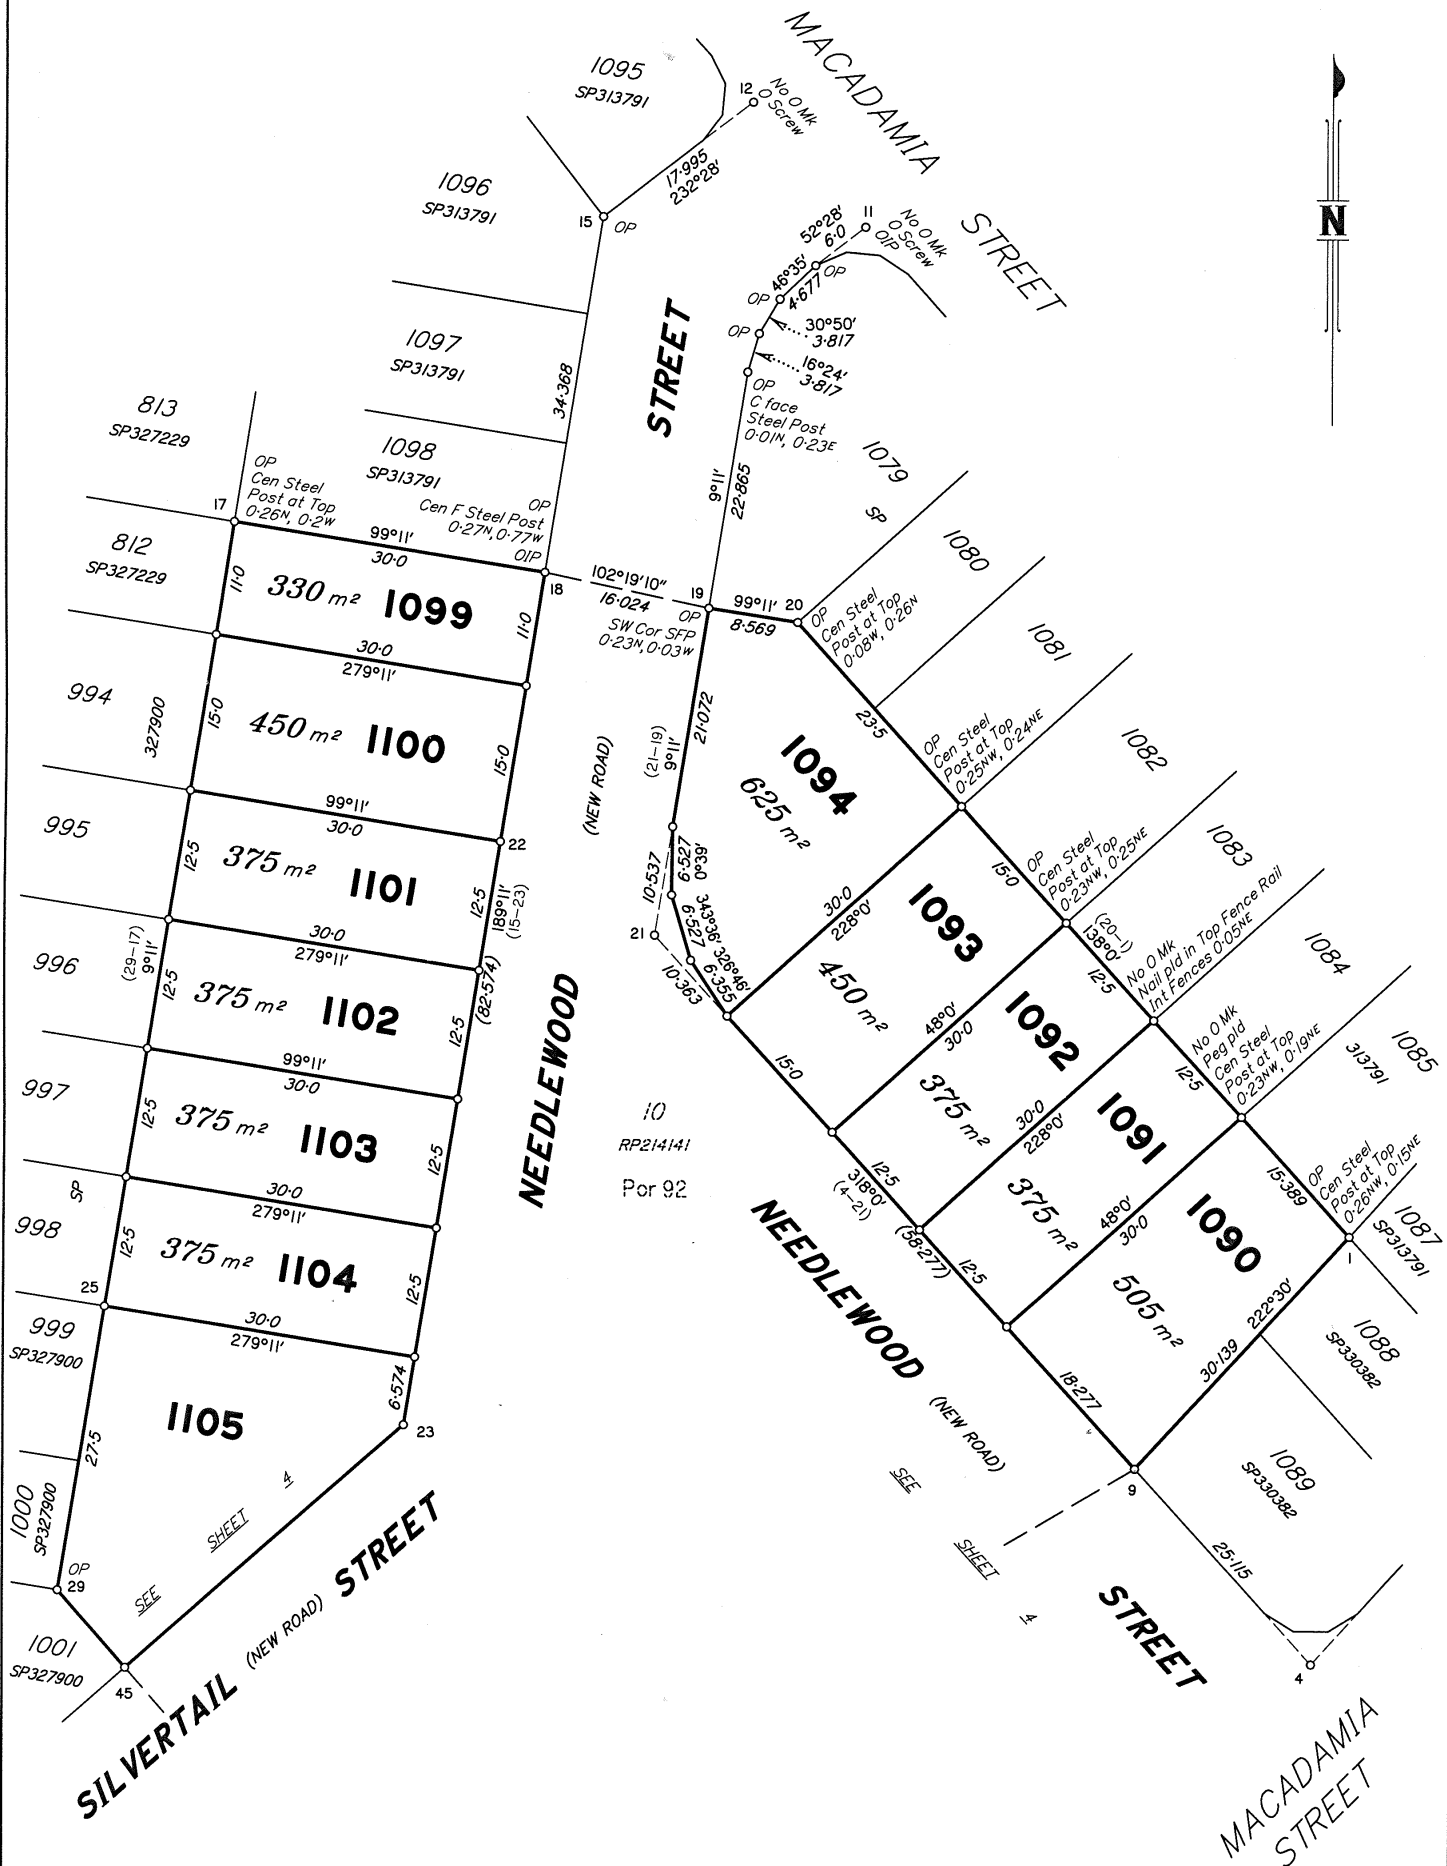 MACADAMIA
STREET
N
1095
SP313791
12
No O Mk
O Screw
17·995
232°28'
1096
SP313791
15
OP
52°28'
6·0
11
No O Mk
O Screw
OIP
OP
46°35'
4·677
OP
OP
30°50'
3·817
16°24'
3·817
OP
C face
Steel Post
0·01N, 0·23E
1097
SP313791
34·368
STREET
813
SP327229
1098
SP313791
OP
Cen Steel
Post at Top
0·26N, 0·2W
17
OP
Cen F Steel Post
0·27N, 0·77W
OIP
9°11'
22·865
1079
SP
1080
1081
1082
1083
1084
1085
313791
1087
SP313791
1088
SP330382
1089
SP330382
812
SP327229
99°11'
30·0
11·0
330 m²
1099
11·0
18
102°19'10"
16·024
19
OP
SW Cor SFP
0·23N, 0·03W
99°11'
8·569
20
OP
Cen Steel
Post at Top
0·08W, 0·26N
30·0
279°11'
994
327900
15·0
450 m²
1100
15·0
(NEW ROAD)
(21-19)
9°11'
21·072
1094
625 m²
23·5
OP
Cen Steel
Post at Top
0·25NW, 0·24NE
99°11'
30·0
22
995
12·5
375 m²
1101
12·5
189°11'
(15-23)
(82·574)
10·537
6·527
0°39'
343°36'
6·527
326°46'
6·355
21
10·363
30·0
228°0'
1093
450 m²
15·0
OP
Cen Steel
Post at Top
0·23NW, 0·25NE
(20-1)
138°0'
30·0
279°11'
996
(29-17)
9°11'
12·5
375 m²
1102
12·5
NEEDLEWOOD
15·0
48°0'
30·0
1092
375 m²
12·5
No O Mk
Nail pld in Top Fence Rail
Int Fences 0·05NE
99°11'
30·0
997
12·5
375 m²
1103
12·5
10
RP214141
Por 92
12·5
318°0'
(4-21)
(58·277)
30·0
228°0'
1091
375 m²
12·5
No O Mk
Peg pld
Cen Steel
Post at Top
0·23NW, 0·19NE
30·0
279°11'
SP
998
12·5
375 m²
1104
12·5
12·5
48°0'
30·0
1090
505 m²
15·389
OP
Cen Steel
Post at Top
0·26NW, 0·15NE
1
222°30'
30·139
18·277
25
30·0
279°11'
999
SP327900
1105
6·574
23
27·5
1000
SP327900
OP
29
SEE
SHEET
4
45
1001
SP327900
SILVERTAIL
(NEW ROAD)
STREET
NEEDLEWOOD
(NEW ROAD)
STREET
SEE
SHEET
4
9
25·115
4
MACADAMIA
STREET